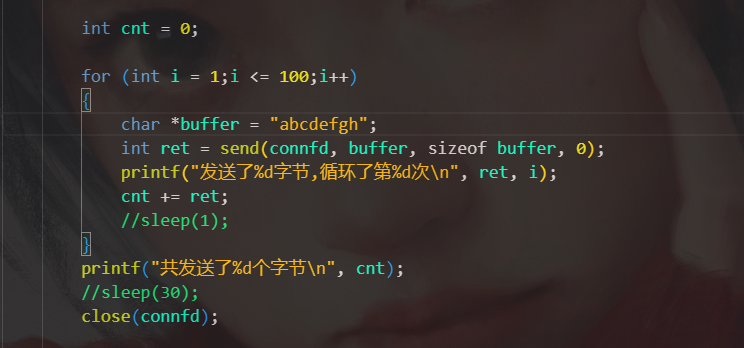 int cnt = 0;
for (int i = 1;i <= 100;i++)
{
char *buffer = "abcdefgh";
int ret = send(connfd, buffer, sizeof buffer, 0);
printf("发送了%d字节,循环了第%d次\n", ret, i);
cnt += ret;
//sleep(1);
}
printf("共发送了%d个字节\n", cnt);
//sleep(30);
close(connfd);